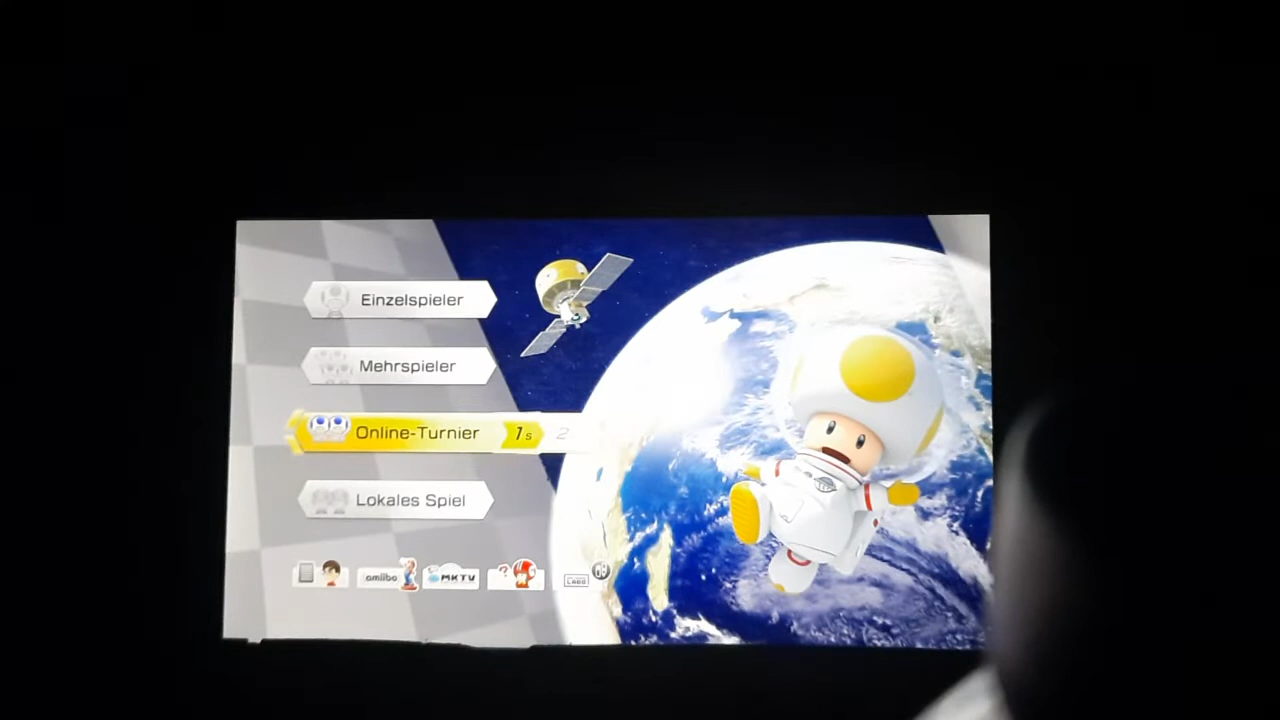 Einzelspieler
Mehrspieler
Online-Turnier 1s 2
Lokales Spiel
amiibo MKTV ? LABO